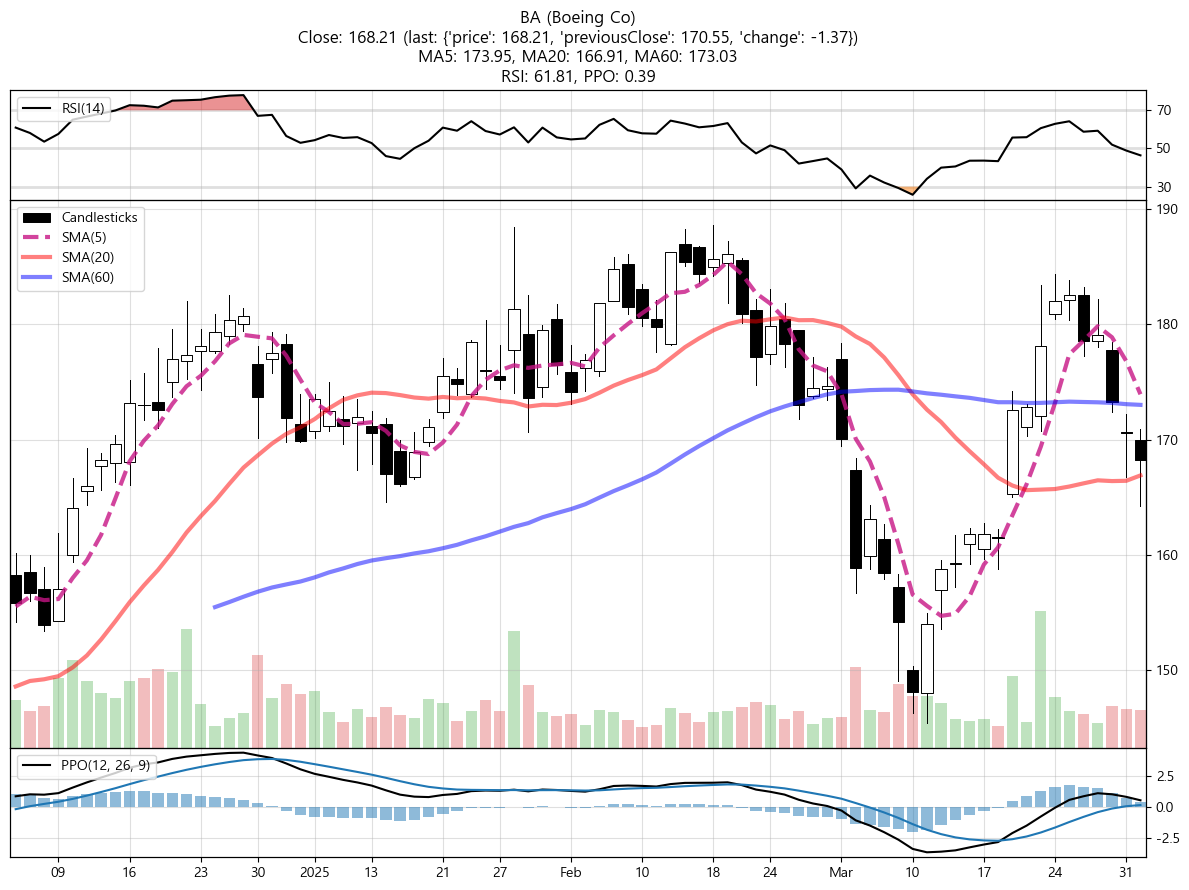 BA (Boeing Co)
Close: 168.21 (last: {'price': 168.21, 'previousClose': 170.55, 'change': -1.37})
MA5: 173.95, MA20: 166.91, MA60: 173.03
RSI: 61.81, PPO: 0.39
RSI(14)
70
50
30
Candlesticks
SMA(5)
SMA(20)
SMA(60)
190
180
170
160
150
PPO(12, 26, 9)
2.5
0.0
-2.5
09 16 23 30 2025 13 21 27 Feb 10 18 24 Mar 10 17 24 31